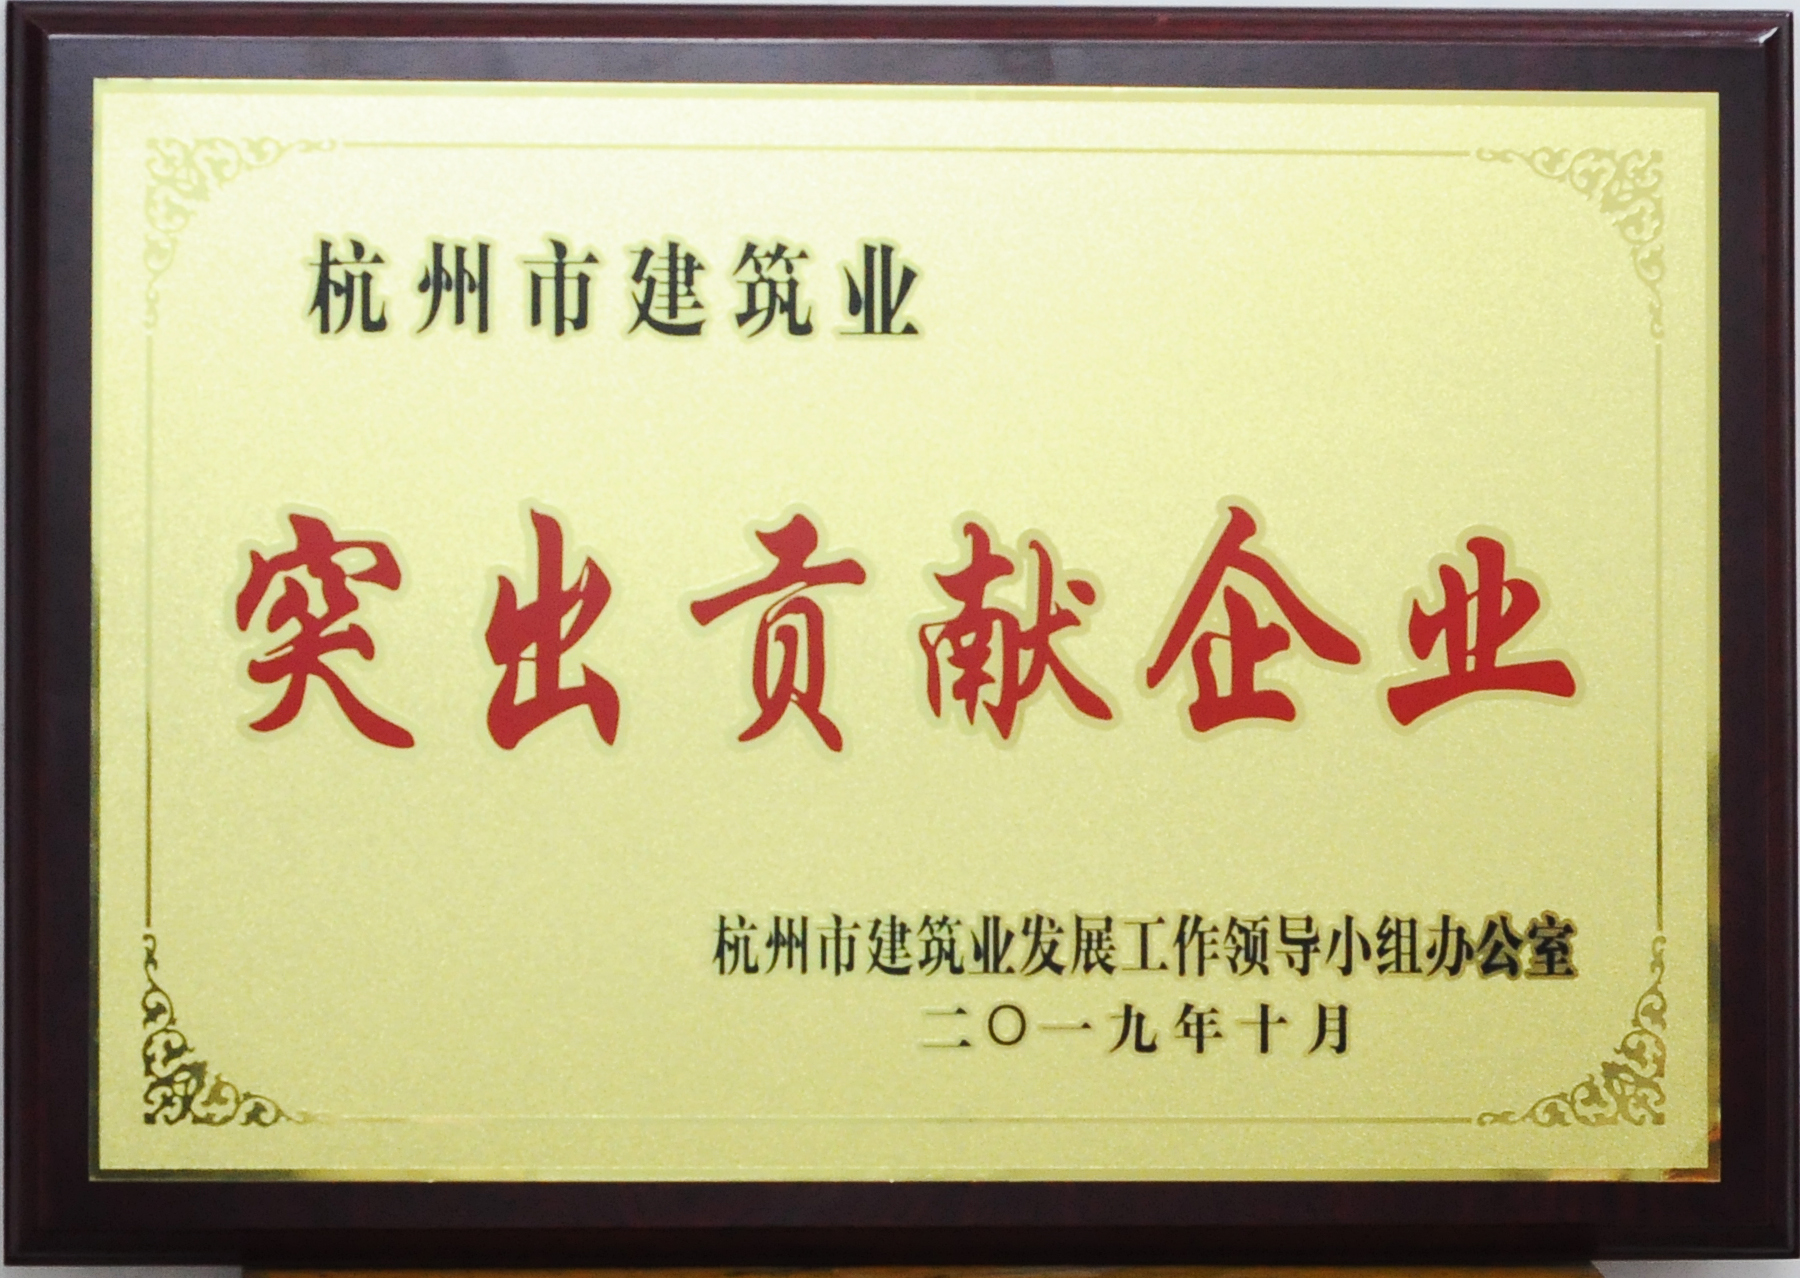 杭州市建筑业
突出贡献企业
杭州市建筑业发展工作领导小组办公室
二〇一九年十月